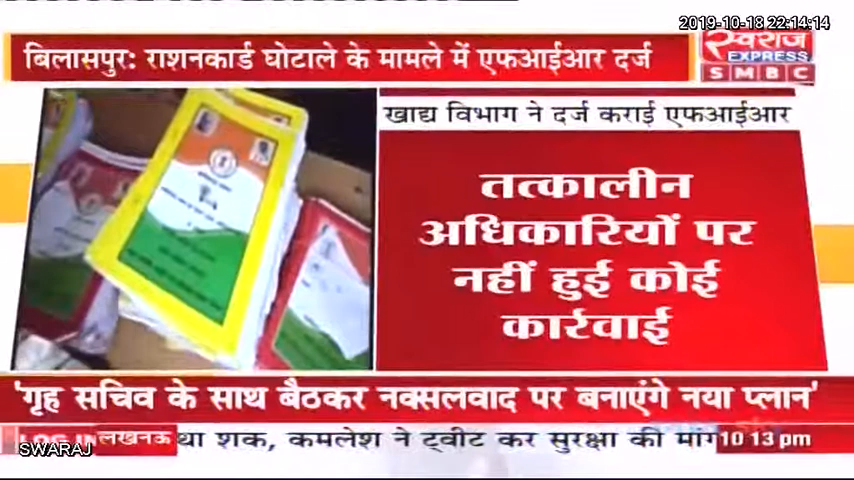 2019-10-18 22:14:14
बिलासपुर: राशनकार्ड घोटाले के मामले में एफआईआर दर्ज
स्वराज
EXPRESS
SMBC
खाद्य विभाग ने दर्ज कराई एफआईआर
तत्कालीन
अधिकारियों पर
नहीं हुई कोई
कार्रवाई
'गृह सचिव के साथ बैठकर नक्सलवाद पर बनाएंगे नया प्लान'
लखनऊ था शक, कमलेश ने ट्वीट कर सुरक्षा की मांग 10 13 pm
SWARAJ